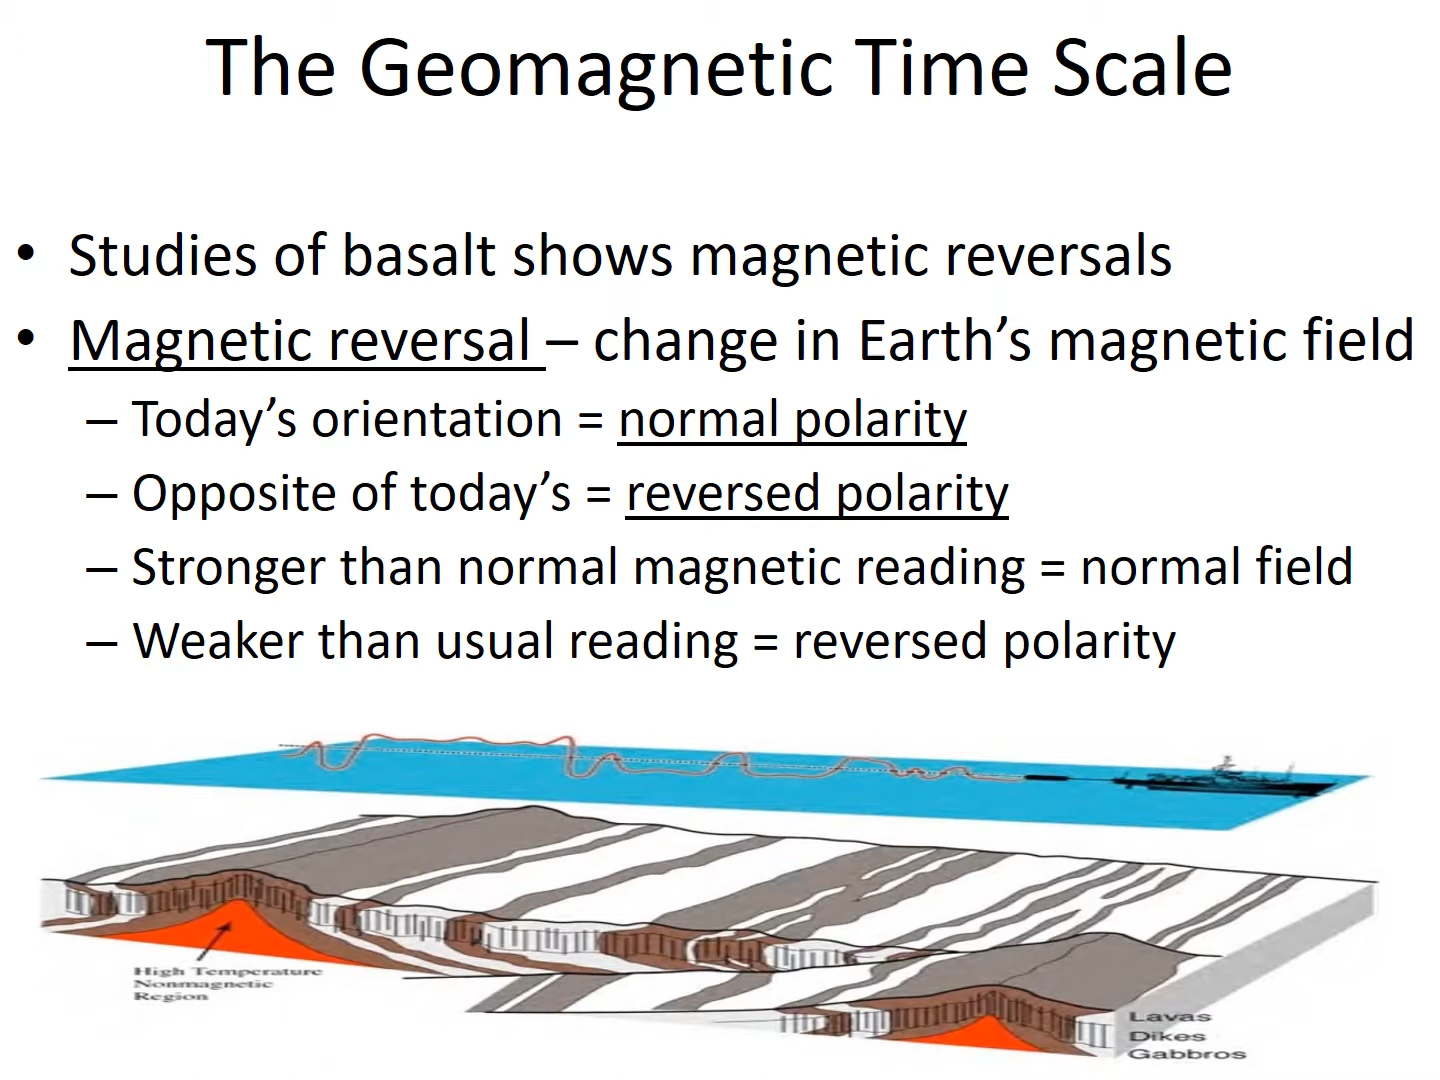 The Geomagnetic Time Scale
• Studies of basalt shows magnetic reversals
• Magnetic reversal – change in Earth’s magnetic field
– Today’s orientation = normal polarity
– Opposite of today’s = reversed polarity
– Stronger than normal magnetic reading = normal field
– Weaker than usual reading = reversed polarity
High Temperature
Nonmagnetic
Region
Lavas
Dikes
Gabbros